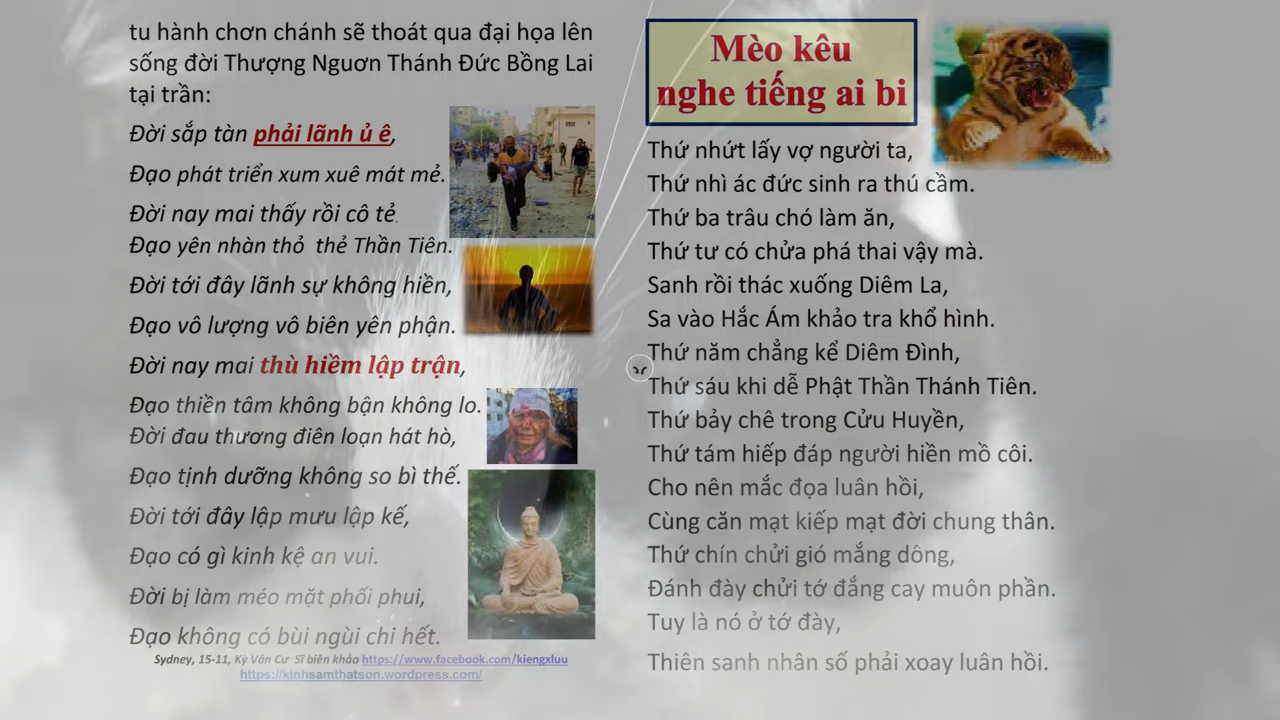 tu hành chơn chánh sẽ thoát qua đại họa lên
sống đời Thượng Nguơn Thánh Đức Bồng Lai
tại trần:
Đời sắp tàn phải lãnh ủ ê,
Đạo phát triển xum xuê mát mẻ.
Đời nay mai thấy rồi cô tẻ.
Đạo yên nhàn thỏ thẻ Thần Tiên.
Đời tới đây lãnh sự không hiền,
Đạo vô lượng vô biên yên phận.
Đời nay mai thù hiềm lập trận,
Đạo thiền tâm không bận không lo.
Đời đau thương điên loạn hát hò,
Đạo tịnh dưỡng không so bì thế.
Đời tới đây lập mưu lập kế,
Đạo có gì kinh kệ an vui.
Đời bị làm méo mặt phối phui,
Đạo không có bùi ngùi chi hết.
Sydney, 15-11, Kỳ Vân Cư Sĩ biên khảo https://www.facebook.com/kiengxluu
https://kinhsamthatson.wordpress.com/
Mèo kêu
nghe tiếng ai bi
Thứ nhứt lấy vợ người ta,
Thứ nhì ác đức sinh ra thú cầm.
Thứ ba trâu chó làm ăn,
Thứ tư có chửa phá thai vậy mà.
Sanh rồi thác xuống Diêm La,
Sa vào Hắc Ám khảo tra khổ hình.
Thứ năm chẳng kể Diêm Đình,
Thứ sáu khi dễ Phật Thần Thánh Tiên.
Thứ bảy chê trong Cửu Huyền,
Thứ tám hiếp đáp người hiền mồ côi.
Cho nên mắc đọa luân hồi,
Cùng căn mạt kiếp mạt đời chung thân.
Thứ chín chửi gió mắng dông,
Đánh đày chửi tớ đắng cay muôn phần.
Tuy là nó ở tớ đày,
Thiên sanh nhân số phải xoay luân hồi.